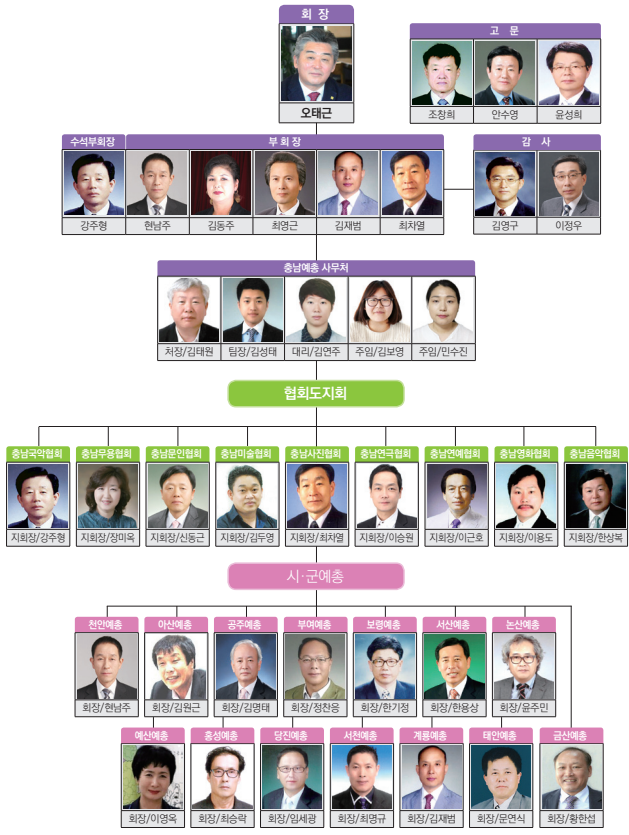 회 장
오태근
고 문
조창희 안수영 윤성희
수석부회장 부회장
강주형 현남주 김동주 최영근 김재범 최차열
감 사
김영구 이정우
충남예총 사무처
처장/김태원 팀장/김성태 대리/김연주 주임/김보영 주임/민수진
협회도지회
충남국악협회 충남무용협회 충남문인협회 충남미술협회 충남사진협회 충남연극협회 충남연예협회 충남영화협회 충남음악협회
지회장/강주형 지회장/장미옥 지회장/신동근 지회장/김두영 지회장/최차열 지회장/이승원 지회장/이근호 지회장/이용도 지회장/한상복
시·군예총
천안예총 아산예총 공주예총 부여예총 보령예총 서산예총 논산예총
회장/현남주 회장/김원근 회장/김명태 회장/정찬응 회장/한기정 회장/한용상 회장/윤주민
예산예총 홍성예총 당진예총 서천예총 계룡예총 태안예총 금산예총
회장/이영옥 회장/최승락 회장/임세광 회장/최명규 회장/김재범 회장/문연식 회장/황한섭